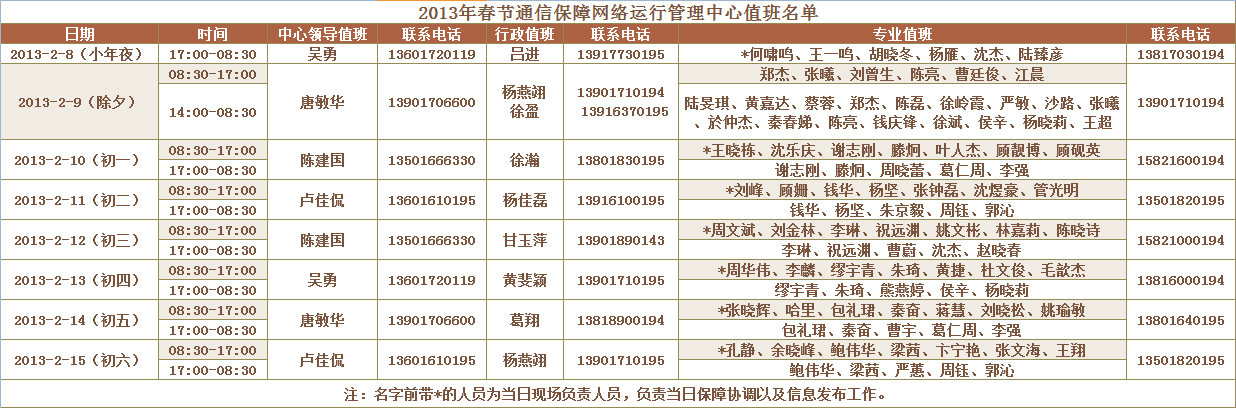 2013年春节通信保障网络运行管理中心值班名单
日期 时间 中心领导值班 联系电话 行政值班 联系电话 专业值班 联系电话
2013-2-8（小年夜） 17:00-08:30 吴勇 13601720119 吕进 13917730195 *何啸鸣、王一鸣、胡晓冬、杨雁、沈杰、陆臻彦 13817030194
08:30-17:00 郑杰、张曦、刘曾生、陈亮、曹廷俊、江晨
2013-2-9（除夕） 14:00-08:30 唐敏华 13901706600 杨燕翊 13901710194 陆旻琪、黄嘉达、蔡蓉、郑杰、陈磊、徐岭霞、严敏、沙路、张曦 13901710194
徐盈 13916370195 、於仲杰、秦春娣、陈亮、钱庆锋、徐斌、侯辛、杨晓莉、王超
2013-2-10（初一） 08:30-17:00 陈建国 13501666330 徐瀚 13801830195 *王晓栋、沈乐庆、谢志刚、滕炯、叶人杰、顾靓博、顾砚英 15821600194
17:00-08:30 谢志刚、滕炯、周晓蕾、葛仁周、李强
2013-2-11（初二） 08:30-17:00 卢佳侃 13601610195 杨佳磊 13916100195 *刘峰、顾姗、钱华、杨坚、张钟磊、沈煜豪、管光明 13501820195
17:00-08:30 钱华、杨坚、朱京毅、周钰、郭沁
2013-2-12（初三） 08:30-17:00 陈建国 13501666330 甘玉萍 13901890143 *周文斌、刘金林、李琳、祝远渊、姚文彬、林嘉莉、陈晓诗 15821000194
17:00-08:30 李琳、祝远渊、曹蔚、沈杰、赵晓春
2013-2-13（初四） 08:30-17:00 吴勇 13601720119 黄斐颖 13901710195 *周华伟、李麟、缪宇青、朱琦、黄捷、杜文俊、毛歆杰 13816000194
17:00-08:30 缪宇青、朱琦、熊燕婷、侯辛、杨晓莉
2013-2-14（初五） 08:30-17:00 唐敏华 13901706600 葛翔 13818900194 *张晓辉、哈里、包礼珺、秦奋、蒋慧、刘晓松、姚瑜敏 13801640195
17:00-08:30 包礼珺、秦奋、曹宇、葛仁周、李强
2013-2-15（初六） 08:30-17:00 卢佳侃 13601610195 杨燕翊 13901710195 *孔静、余晓峰、鲍伟华、梁茜、卞宁艳、张文海、王翔 13501820195
17:00-08:30 鲍伟华、梁茜、严蕙、周钰、郭沁
注：名字前带*的人员为当日现场负责人员，负责当日保障协调以及信息发布工作。